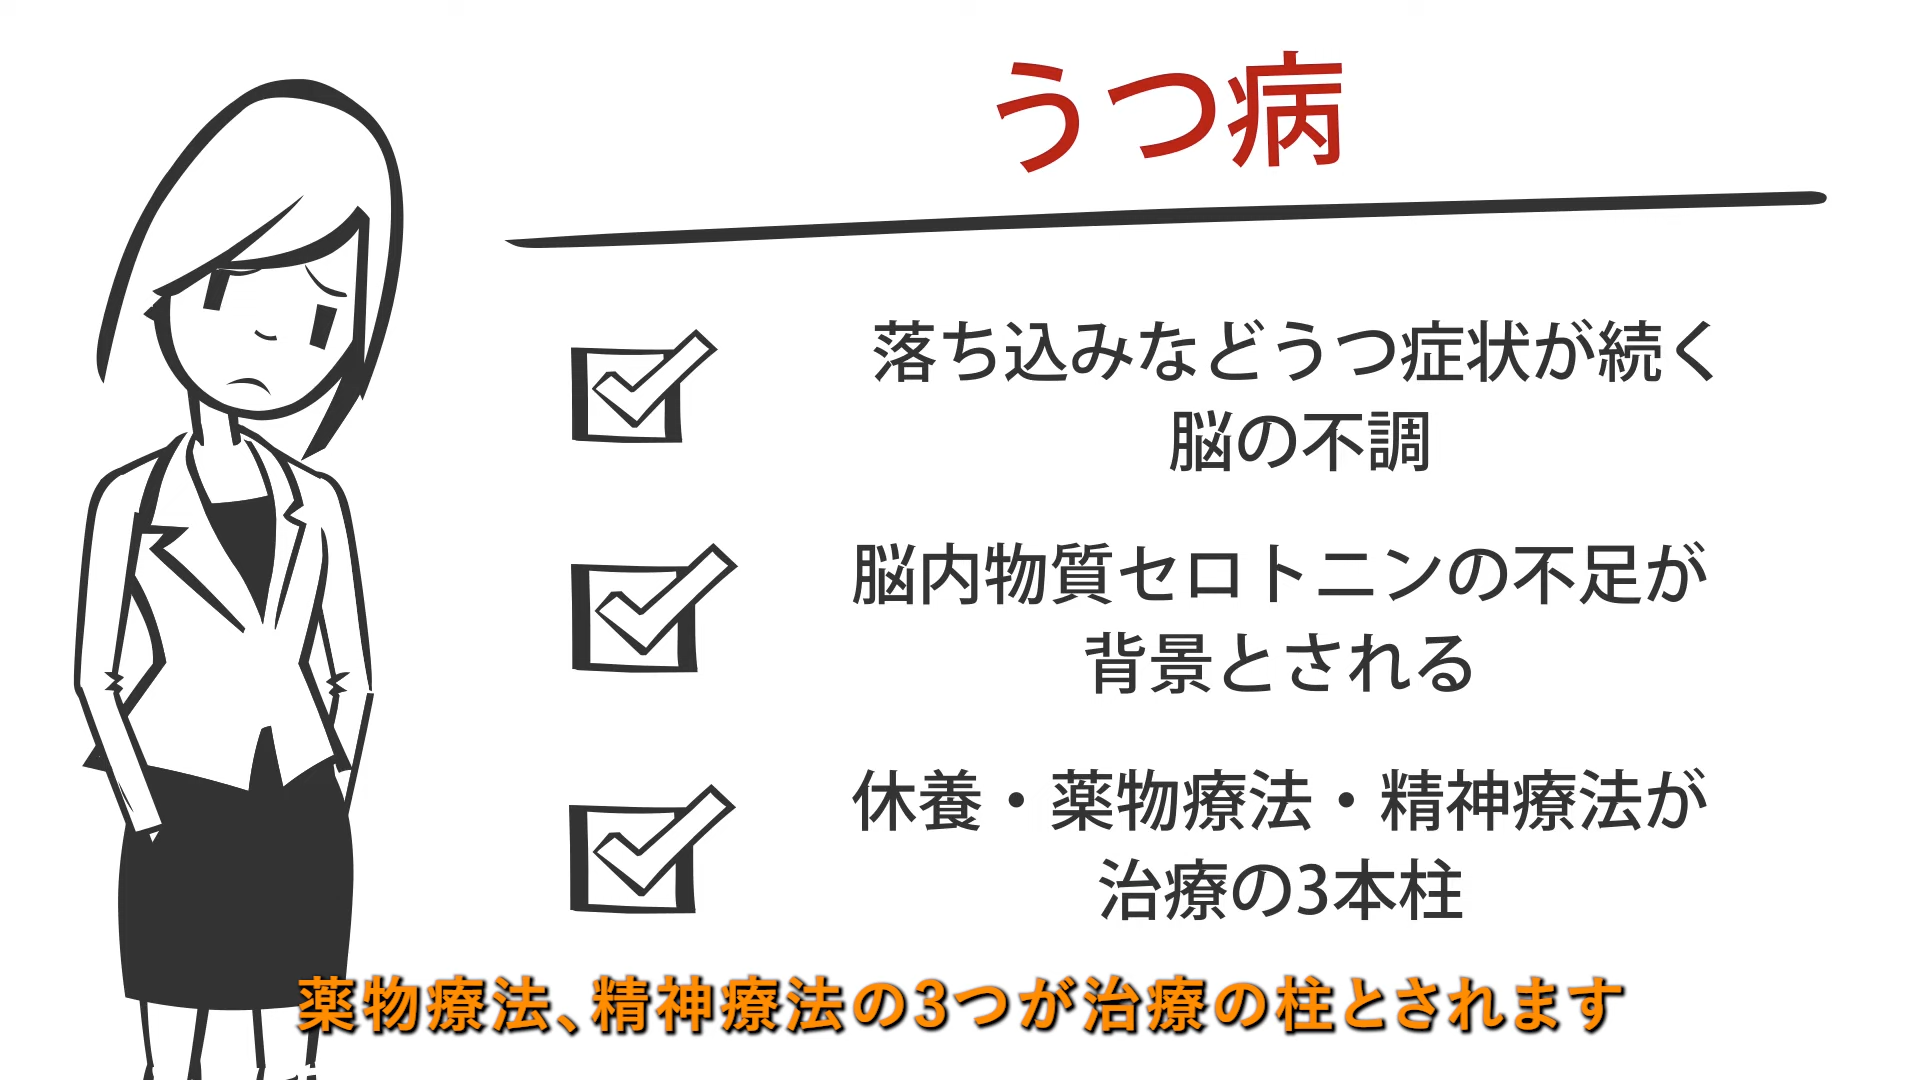 うつ病
落ち込みなどうつ症状が続く
脳の不調
脳内物質セロトニンの不足が
背景とされる
休養・薬物療法・精神療法が
治療の3本柱
薬物療法、精神療法の3つが治療の柱とされます